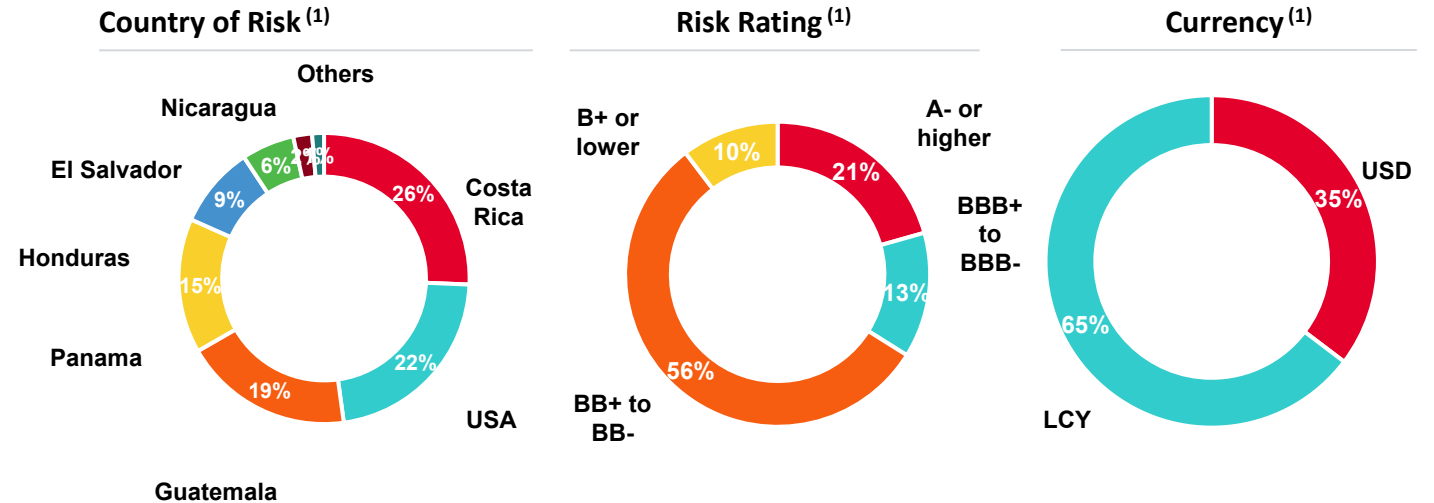 Country of Risk (1)
Others
Nicaragua
El Salvador
Honduras
Panama
Guatemala
USA
Costa
Rica
26%
22%
19%
15%
9%
6%
2%
1%
Risk Rating (1)
B+ or
lower
A- or
higher
BBB+
to
BBB-
BB+ to
BB-
10%
21%
13%
56%
Currency (1)
USD
35%
65%
LCY